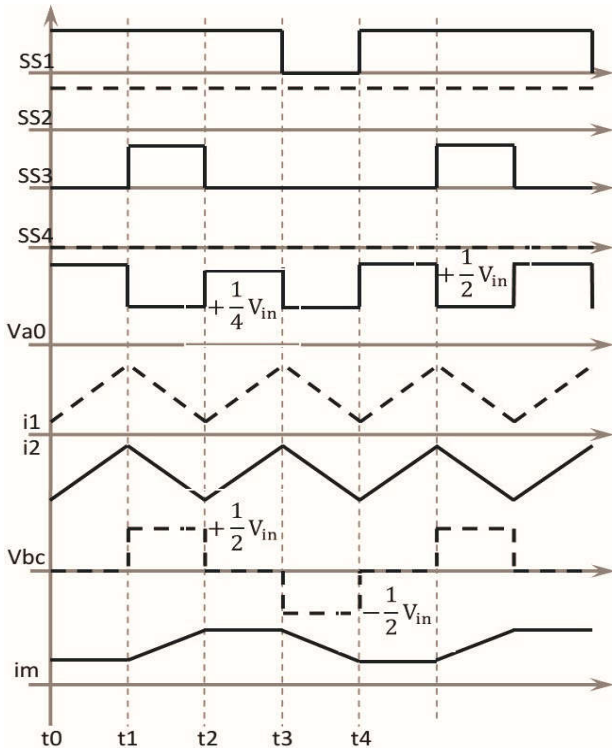 SS1
SS2
SS3
SS4
+1/2 Vin
+1/4 Vin
Va0
i1
i2
+1/2 Vin
Vbc
-1/2 Vin
im
t0 t1 t2 t3 t4